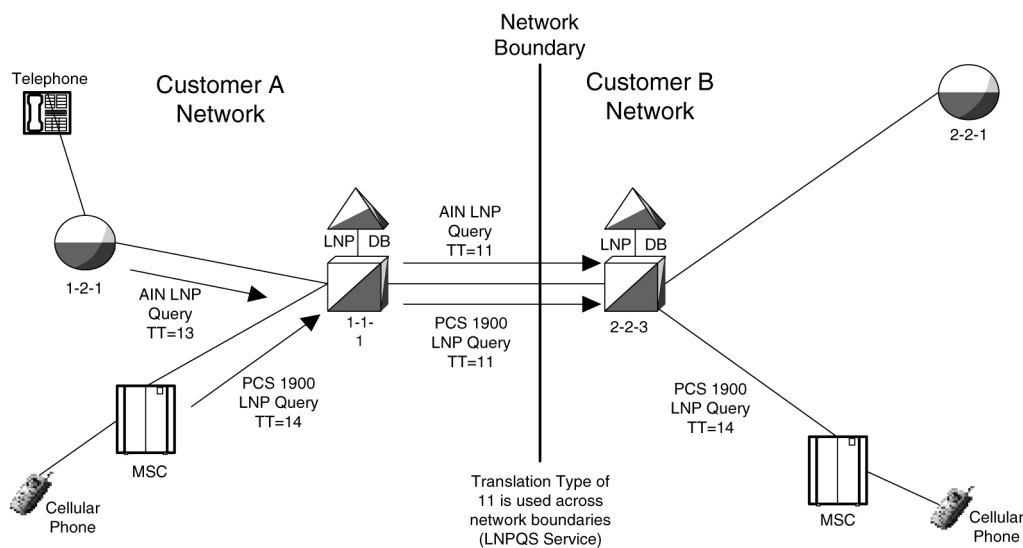 Network
Boundary
Customer A
Network
Customer B
Network
Telephone
2-2-1
AIN LNP
Query
TT=11
LNP DB
LNP DB
1-2-1
AIN LNP
Query
TT=13
1-1-
1
PCS 1900
LNP Query
TT=11
2-2-3
PCS 1900
LNP Query
TT=14
PCS 1900
LNP Query
TT=14
MSC
Cellular
Phone
Translation Type of
11 is used across
network boundaries
(LNPQS Service)
MSC
Cellular
Phone